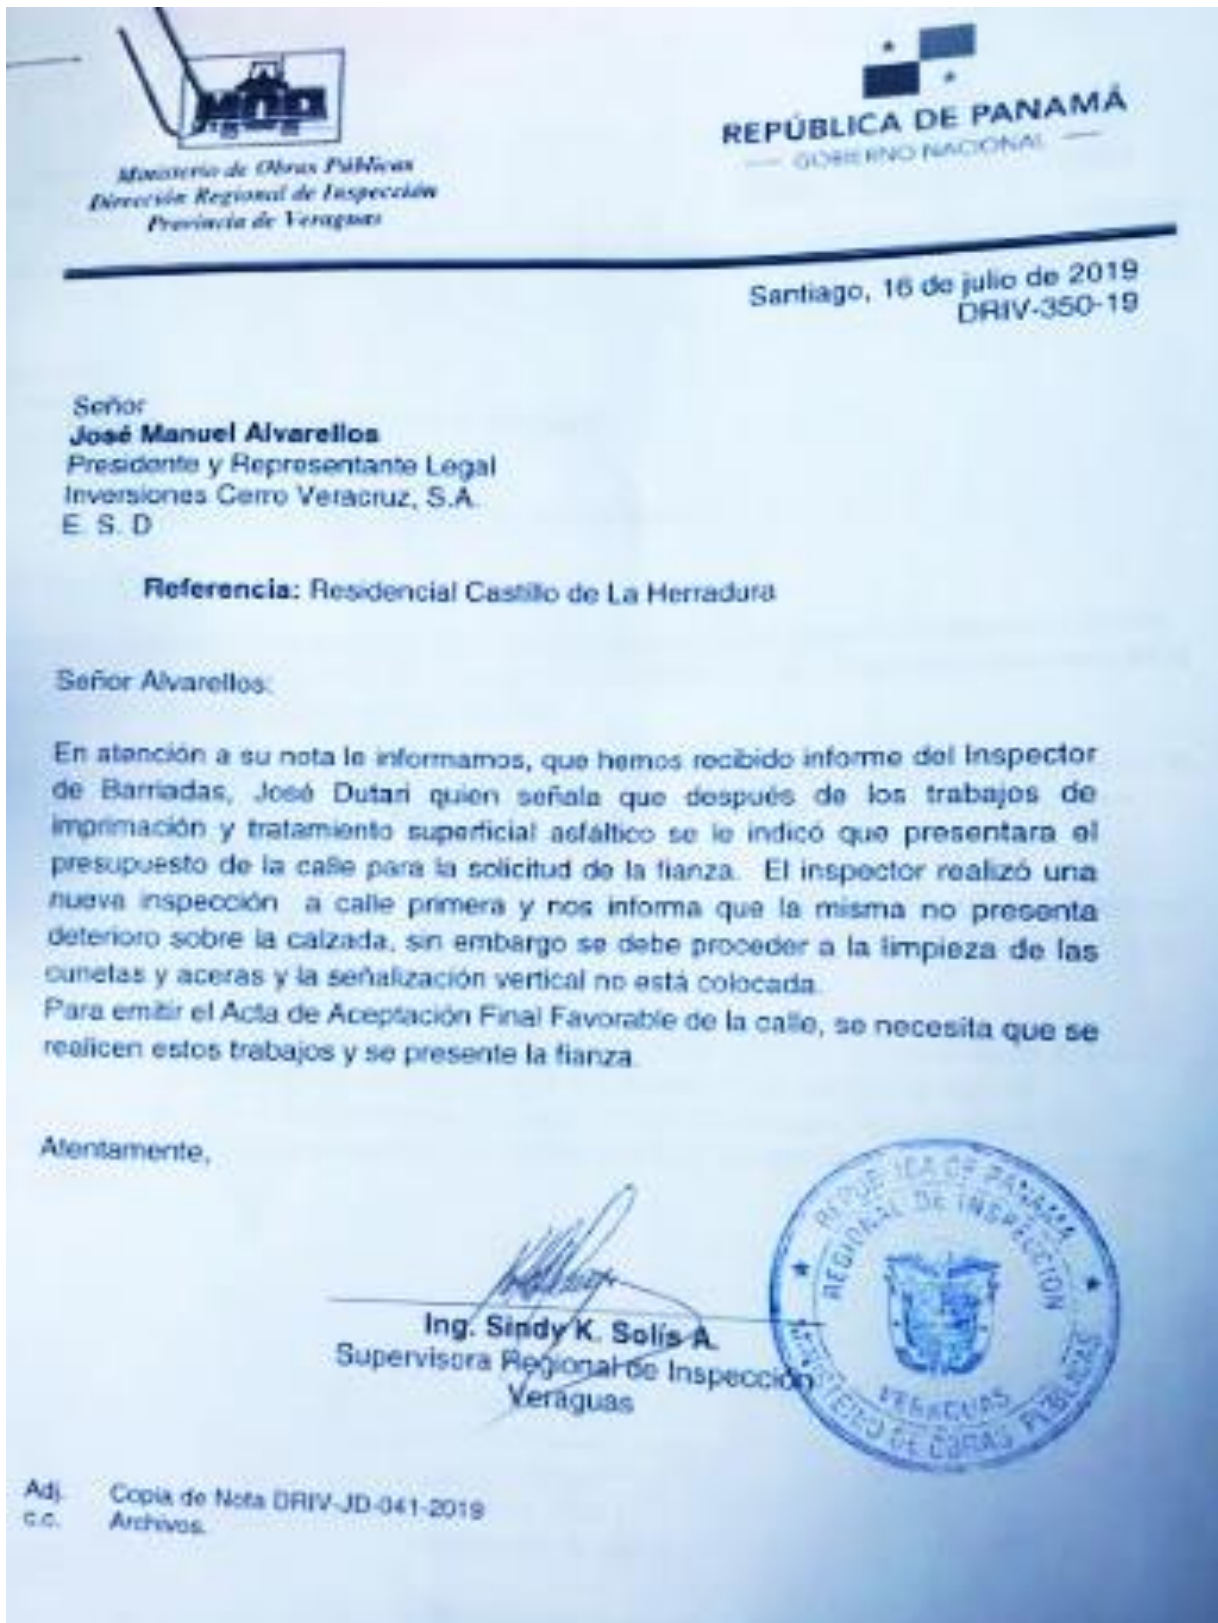 MOP
Ministerio de Obras Públicas
Dirección Regional de Inspección
Provincia de Veraguas
REPÚBLICA DE PANAMÁ
GOBIERNO NACIONAL
Santiago, 16 de julio de 2019
DRIV-350-19
Señor
José Manuel Alvarellos
Presidente y Representante Legal
Inversiones Cerro Veracruz, S.A.
E. S. D
Referencia: Residencial Castillo de La Herradura
Señor Alvarellos:
En atención a su nota le informamos, que hemos recibido informe del Inspector
de Barriadas, José Dutari quien señala que después de los trabajos de
imprimación y tratamiento superficial asfáltico se le indicó que presentara el
presupuesto de la calle para la solicitud de la fianza. El inspector realizó una
nueva inspección a calle primera y nos informa que la misma no presenta
deterioro sobre la calzada, sin embargo se debe proceder a la limpieza de las
cunetas y aceras y la señalización vertical no está colocada.
Para emitir el Acta de Aceptación Final Favorable de la calle, se necesita que se
realicen estos trabajos y se presente la fianza.
Atentamente,
Ing. Sindy K. Solís A.
Supervisora Regional de Inspección
Veraguas
REPUBLICA DE PANAMA
REGIONAL DE INSPECCION
VERAGUAS
MINISTERIO DE OBRAS PUBLICAS
Adj. Copia de Nota DRIV-JD-041-2019
c.c. Archivos.